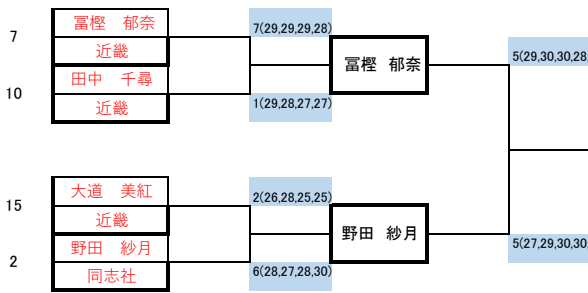 7
冨樫 郁奈
近畿
7(29,29,29,28)
10
田中 千尋
近畿
1(29,28,27,27)
冨樫 郁奈
5(29,30,30,28,
15
大道 美紅
近畿
2(26,28,25,25)
2
野田 紗月
同志社
6(28,27,28,30)
野田 紗月
5(27,29,30,30,